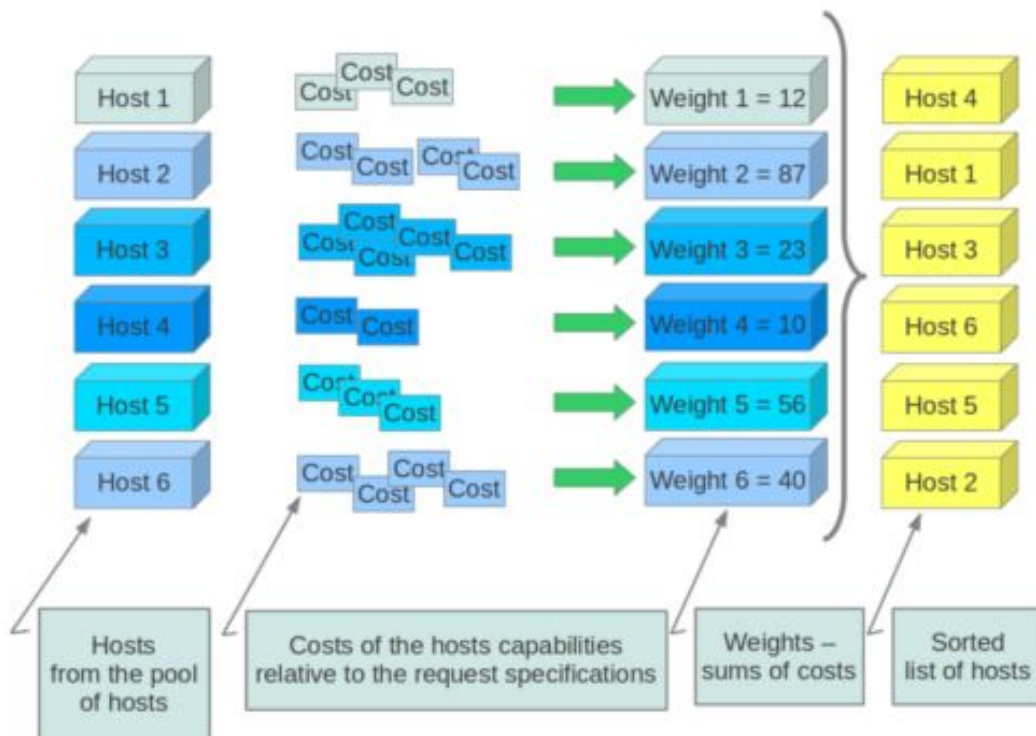 Host 1
Cost
Cost
Cost
Weight 1 = 12
Host 4
Host 2
Cost
Cost
Cost
Cost
Weight 2 = 87
Host 1
Host 3
Cost
Cost
Cost
Cost
Cost
Weight 3 = 23
Host 3
Host 4
Cost
Cost
Weight 4 = 10
Host 6
Host 5
Cost
Cost
Cost
Weight 5 = 56
Host 5
Host 6
Cost
Cost
Cost
Cost
Weight 6 = 40
Host 2
Hosts
from the pool
of hosts
Costs of the hosts capabilities
relative to the request specifications
Weights –
sums of costs
Sorted
list of hosts